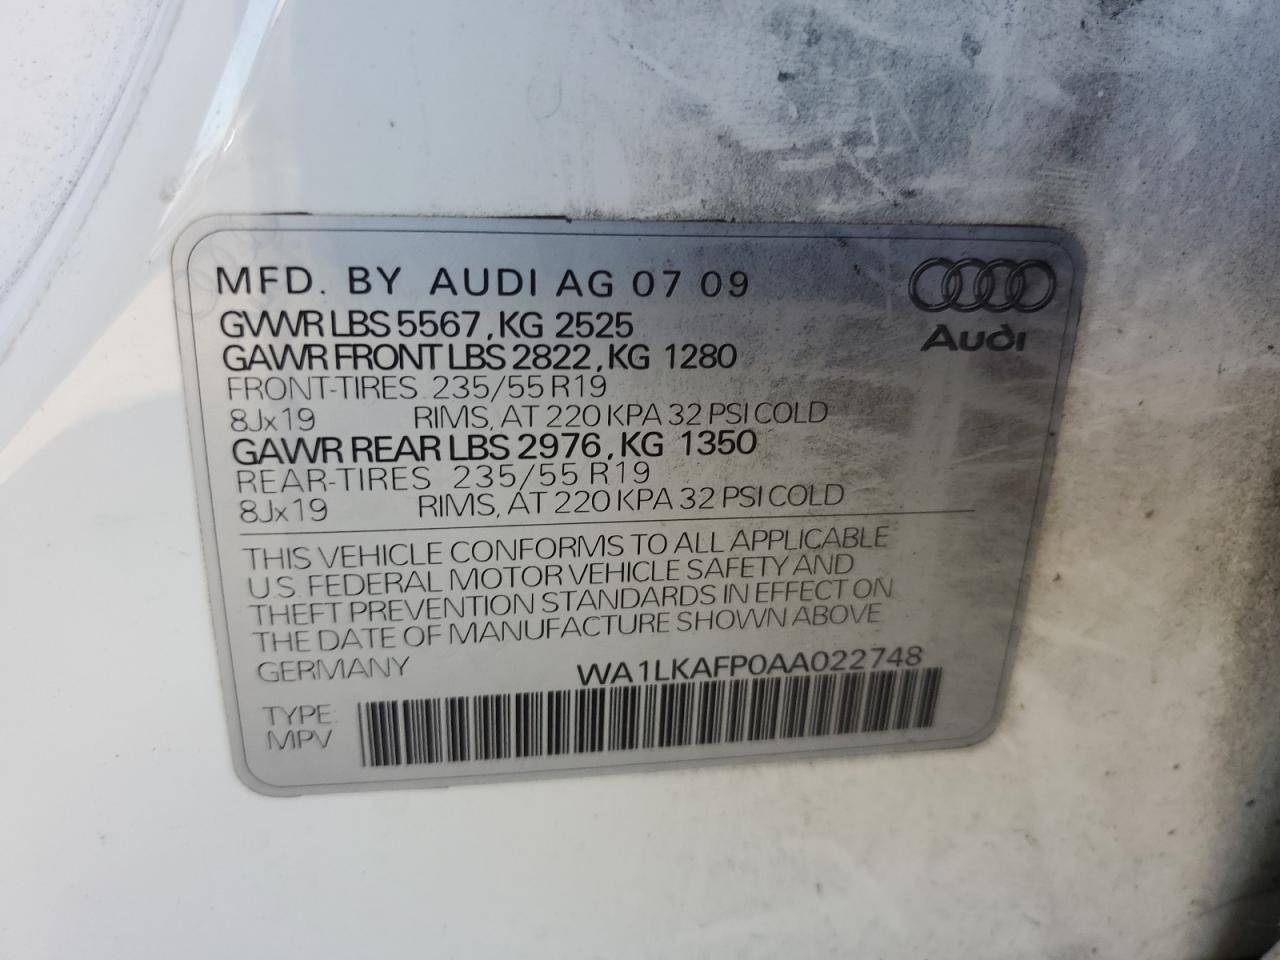 MFD. BY AUDI AG 07 09
GVWR LBS 5567, KG 2525
GAWR FRONT LBS 2822, KG 1280
FRONT-TIRES 235/55 R19
8Jx19 RIMS, AT 220 KPA 32 PSI COLD
GAWR REAR LBS 2976, KG 1350
REAR-TIRES 235/55 R19
8Jx19 RIMS, AT 220 KPA 32 PSI COLD
Audi
THIS VEHICLE CONFORMS TO ALL APPLICABLE
U.S. FEDERAL MOTOR VEHICLE SAFETY AND
THEFT PREVENTION STANDARDS IN EFFECT ON
THE DATE OF MANUFACTURE SHOWN ABOVE
GERMANY WA1LKAFP0AA022748
TYPE:
MPV